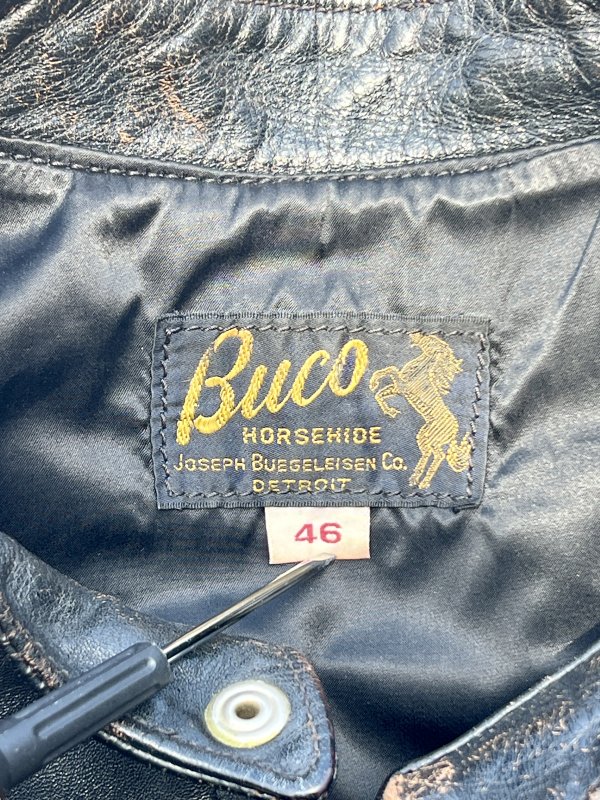 Buco
HORSEHIDE
JOSEPH BUEGELEISEN CO.
DETROIT
46